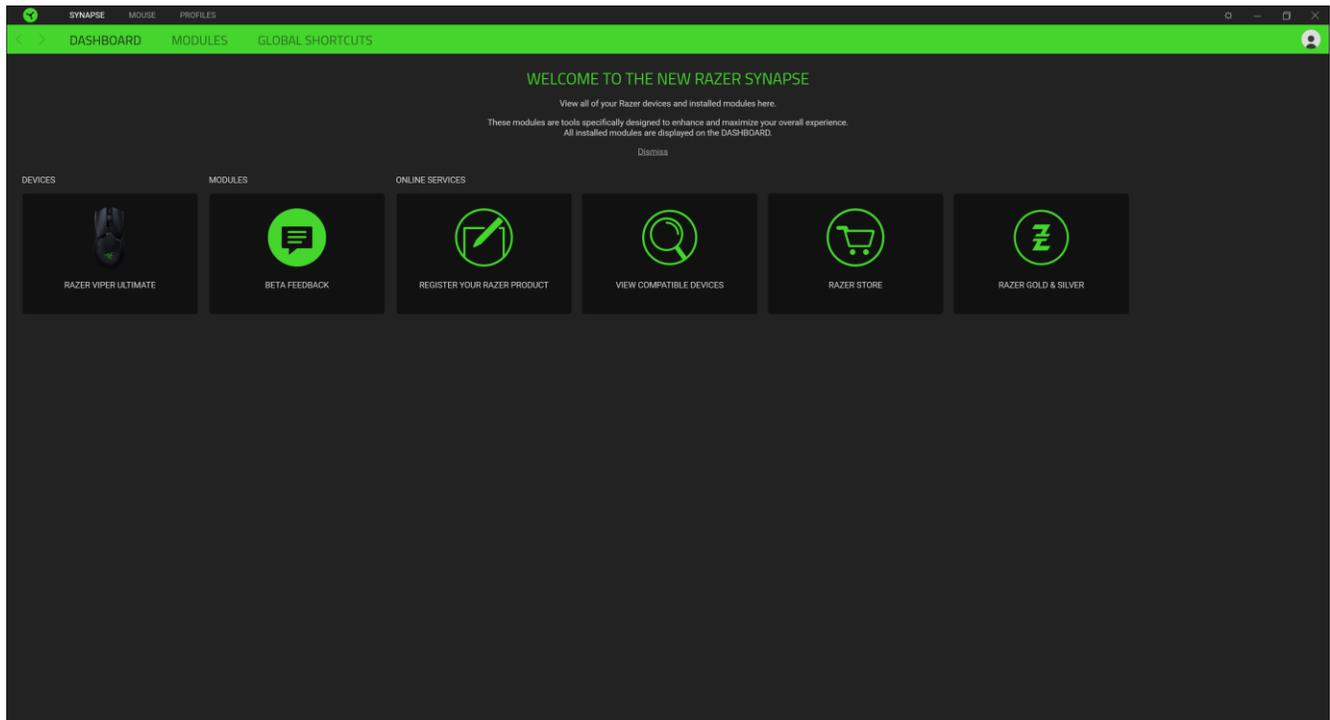 SYNAPSE MOUSE PROFILES
DASHBOARD MODULES GLOBAL SHORTCUTS
WELCOME TO THE NEW RAZER SYNAPSE
View all of your Razer devices and installed modules here.
These modules are tools specifically designed to enhance and maximize your overall experience.
All installed modules are displayed on the DASHBOARD.
Dismiss
DEVICES MODULES ONLINE SERVICES
RAZER VIPER ULTIMATE BETA FEEDBACK REGISTER YOUR RAZER PRODUCT VIEW COMPATIBLE DEVICES RAZER STORE RAZER GOLD & SILVER